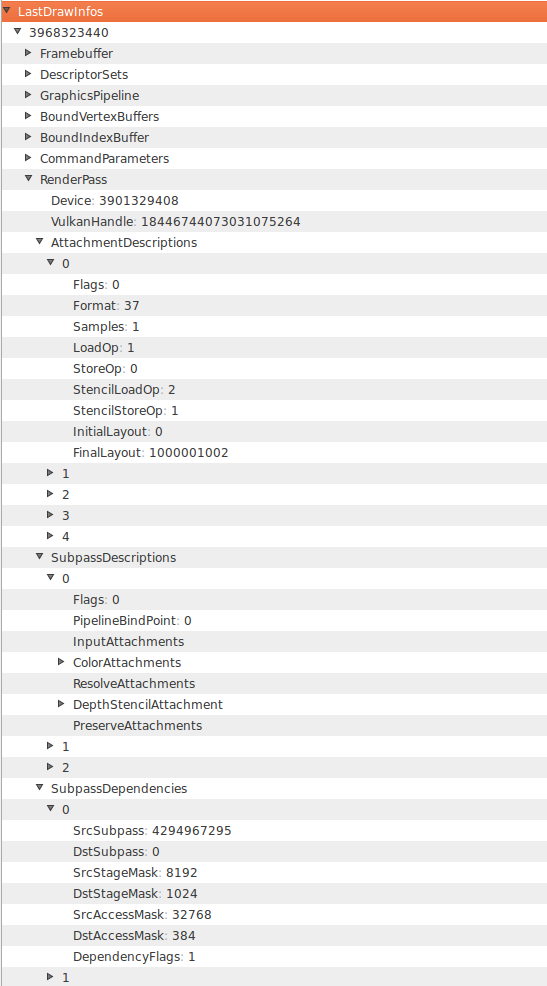 LastDrawInfos
3968323440
Framebuffer
DescriptorSets
GraphicsPipeline
BoundVertexBuffers
BoundIndexBuffer
CommandParameters
RenderPass
Device: 3901329408
VulkanHandle: 18446744073031075264
AttachmentDescriptions
0
Flags: 0
Format: 37
Samples: 1
LoadOp: 1
StoreOp: 0
StencilLoadOp: 2
StencilStoreOp: 1
InitialLayout: 0
FinalLayout: 1000001002
1
2
3
4
SubpassDescriptions
0
Flags: 0
PipelineBindPoint: 0
InputAttachments
ColorAttachments
ResolveAttachments
DepthStencilAttachment
PreserveAttachments
1
2
SubpassDependencies
0
SrcSubpass: 4294967295
DstSubpass: 0
SrcStageMask: 8192
DstStageMask: 1024
SrcAccessMask: 32768
DstAccessMask: 384
DependencyFlags: 1
1